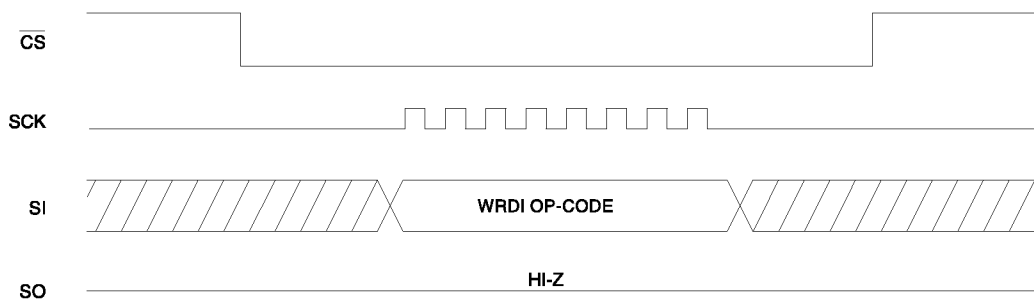 CS
SCK
SI
WRDI OP-CODE
HI-Z
SO